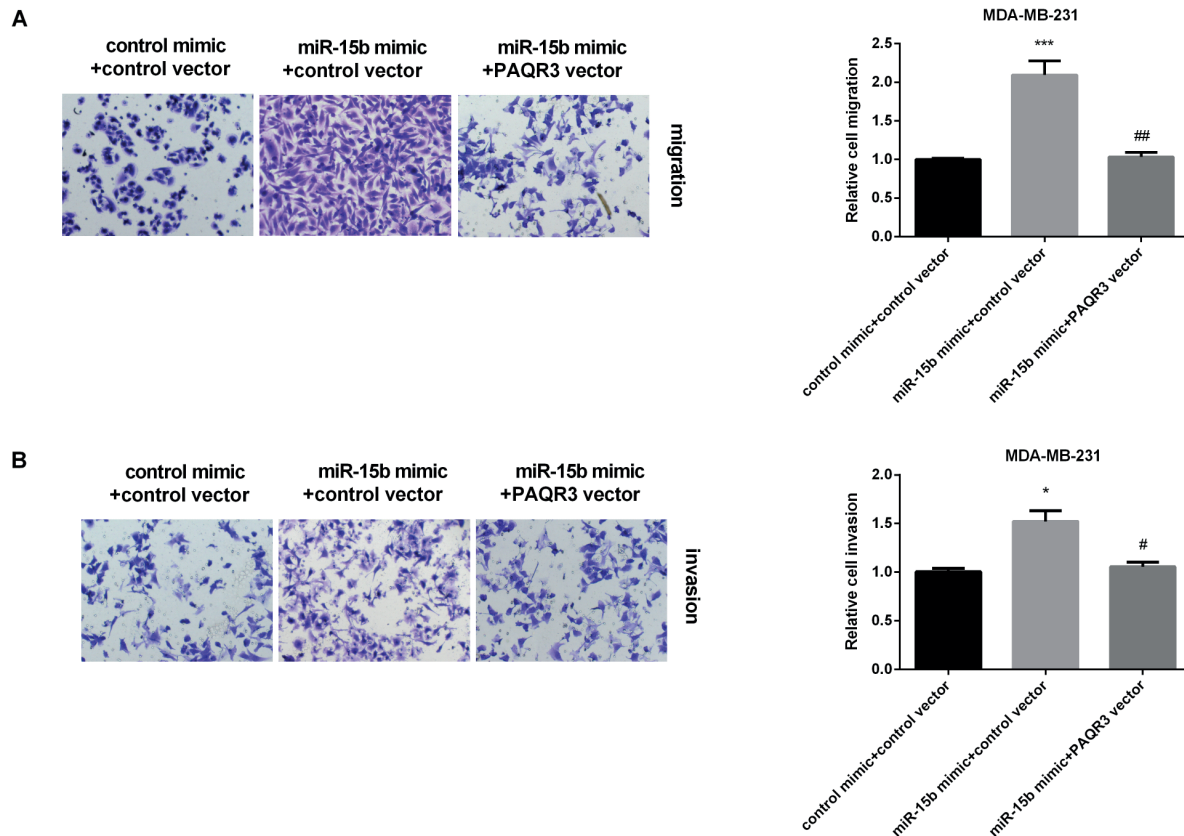 A
control mimic
+control vector
miR-15b mimic
+control vector
miR-15b mimic
+PAQR3 vector
migration
MDA-MB-231
Relative cell migration
2.5
2.0
1.5
1.0
0.5
0.0
***
##
control mimic+control vector
miR-15b mimic+control vector
miR-15b mimic+PAQR3 vector
B
control mimic
+control vector
miR-15b mimic
+control vector
miR-15b mimic
+PAQR3 vector
invasion
MDA-MB-231
Relative cell invasion
2.0
1.5
1.0
0.5
0.0
*
#
control mimic+control vector
miR-15b mimic+control vector
miR-15b mimic+PAQR3 vector